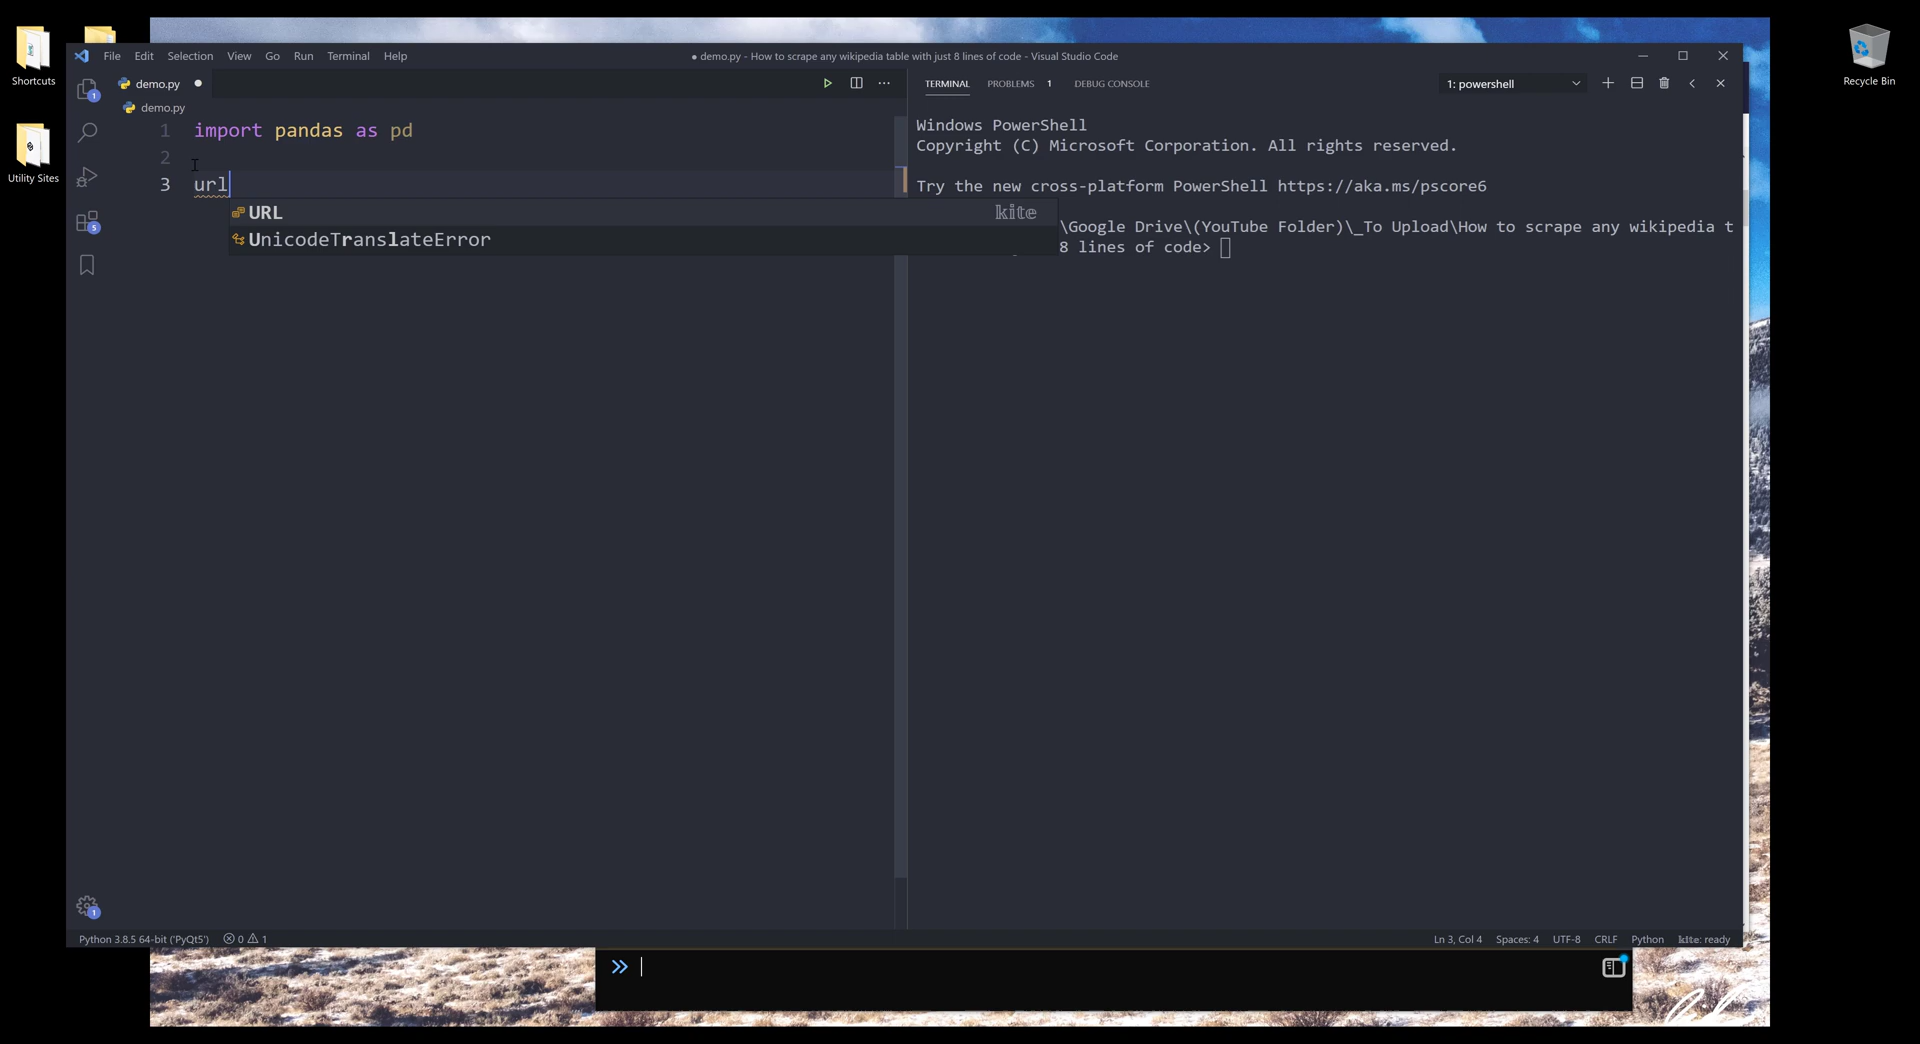 Shortcuts
Utility Sites
Recycle Bin
File Edit Selection View Go Run Terminal Help
● demo.py - How to scrape any wikipedia table with just 8 lines of code - Visual Studio Code
demo.py
TERMINAL PROBLEMS 1 DEBUG CONSOLE
1: powershell
demo.py
1 import pandas as pd
2
3 url
URL kite
UnicodeTranslateError
1
5
Windows PowerShell
Copyright (C) Microsoft Corporation. All rights reserved.
Try the new cross-platform PowerShell https://aka.ms/pscore6
\Google Drive\(YouTube Folder)\_To Upload\How to scrape any wikipedia t
8 lines of code>
1
Python 3.8.5 64-bit ('PyQt5') 0 1
Ln 3, Col 4 Spaces: 4 UTF-8 CRLF Python kite: ready